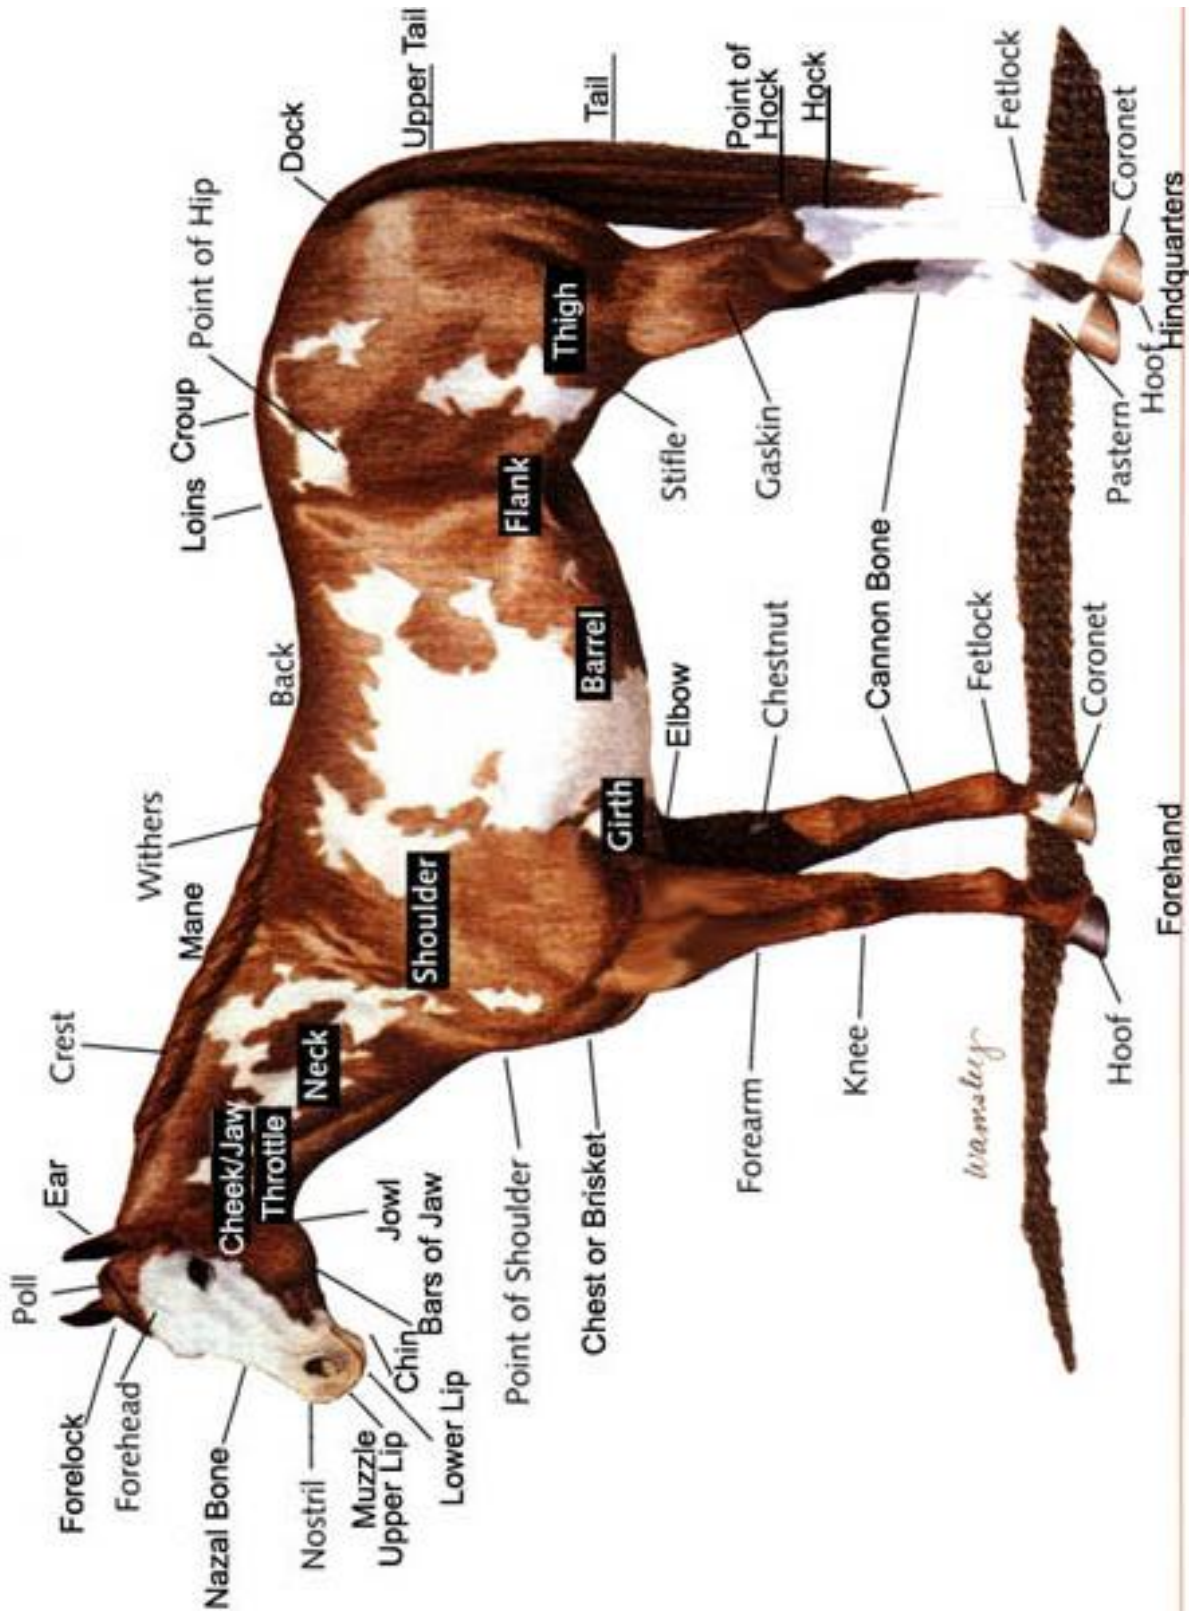 Poll
Ear
Crest
Mane
Withers
Back
Loins
Croup
Point of Hip
Dock
Upper Tail
Tail
Point of
Hock
Hock
Fetlock
Coronet
Hindquarters
Hoof
Pastern
Cannon Bone
Gaskin
Stifle
Thigh
Flank
Barrel
Girth
Elbow
Chestnut
Fetlock
Coronet
Forehand
Hoof
Knee
Forearm
Chest or Brisket
Point of Shoulder
Shoulder
Neck
Cheek/Jaw
Throttle
Jowl
Bars of Jaw
Chin
Lower Lip
Muzzle
Upper Lip
Nostril
Nazal Bone
Forehead
Forelock
Wamsley